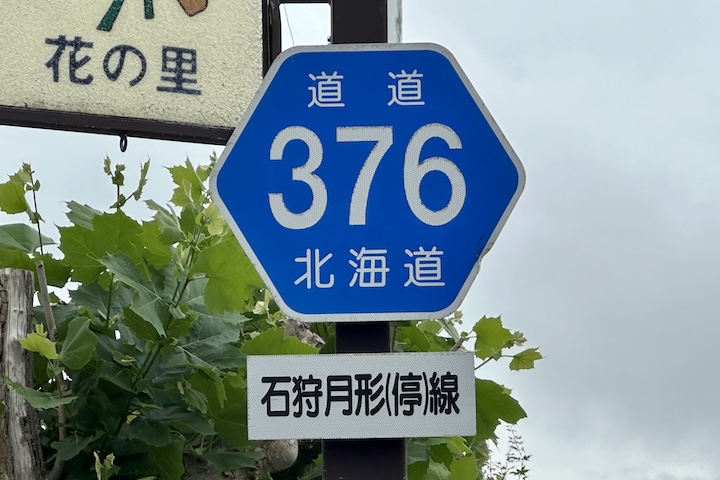 花の里
道道
376
北海道
石狩月形(停)線